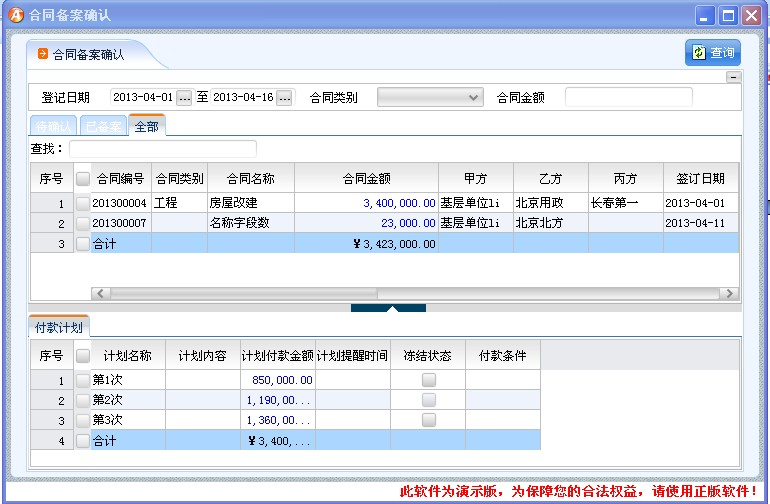 合同备案确认
合同备案确认
查询
登记日期 2013-04-01 ... 至 2013-04-16 ... 合同类别 合同金额
待确认 已备案 全部
查找：
序号 合同编号 合同类别 合同名称 合同金额 甲方 乙方 丙方 签订日期
1 201300004 工程 房屋改建 3,400,000.00 基层单位li 北京用政 长春第一 2013-04-01
2 201300007 名称字段数 23,000.00 基层单位li 北京北方 2013-04-11
3 合计 ￥3,423,000.00
付款计划
序号 计划名称 计划内容 计划付款金额 计划提醒时间 冻结状态 付款条件
1 第1次 850,000.00
2 第2次 1,190,00...
3 第3次 1,360,00...
4 合计 ￥3,400,...
此软件为演示版，为保障您的合法权益，请使用正版软件！